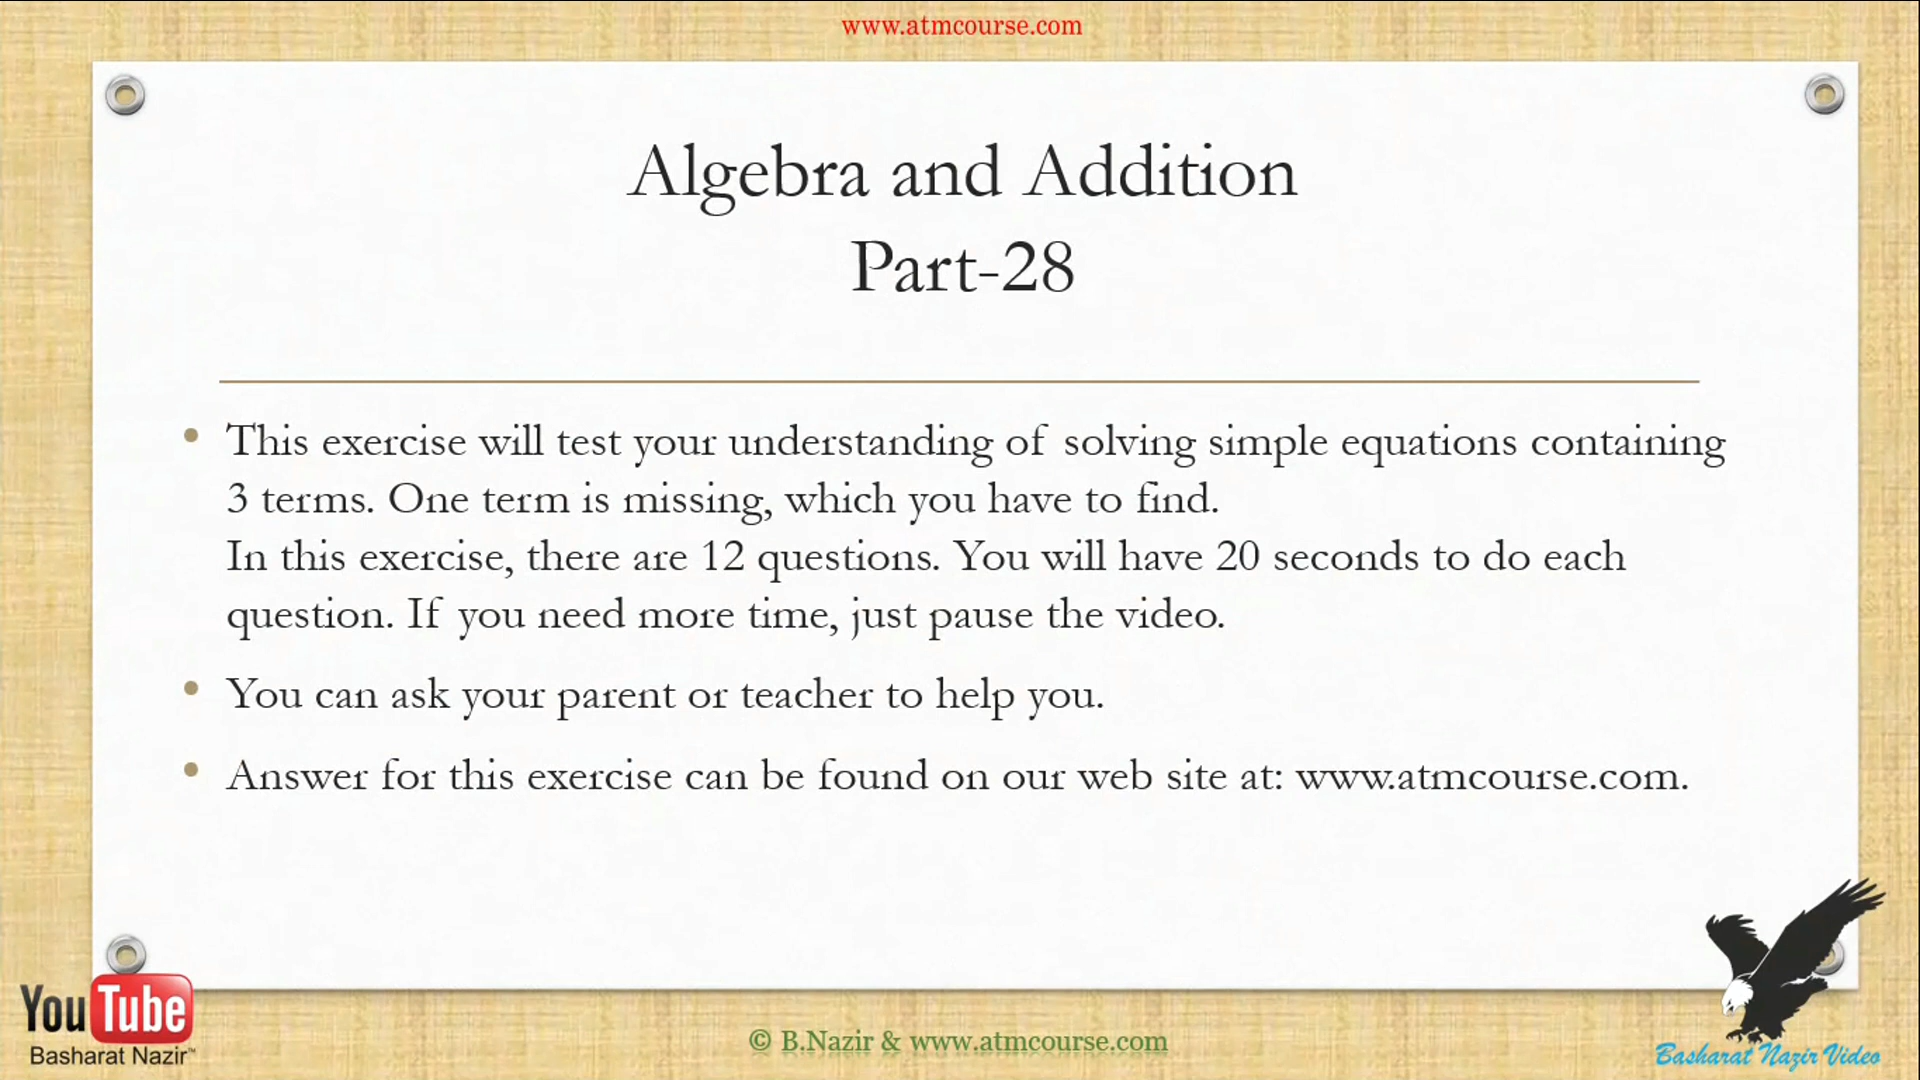 www.atmcourse.com
Algebra and Addition
Part-28
• This exercise will test your understanding of solving simple equations containing
3 terms. One term is missing, which you have to find.
In this exercise, there are 12 questions. You will have 20 seconds to do each
question. If you need more time, just pause the video.
• You can ask your parent or teacher to help you.
• Answer for this exercise can be found on our web site at: www.atmcourse.com.
YouTube
Basharat Nazir™
© B.Nazir & www.atmcourse.com
Basharat Nazir Video